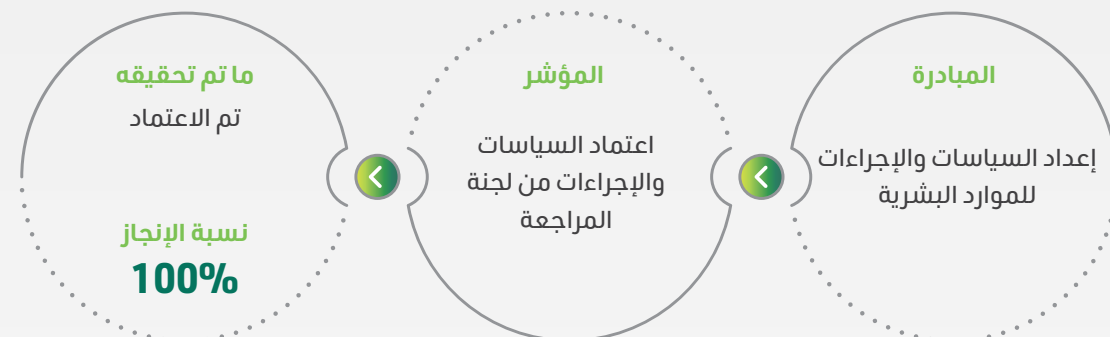 المبادرة
إعداد السياسات والإجراءات
للموارد البشرية
المؤشر
اعتماد السياسات
والإجراءات من لجنة
المراجعة
ما تم تحقيقه
تم الاعتماد
نسبة الإنجاز
100%